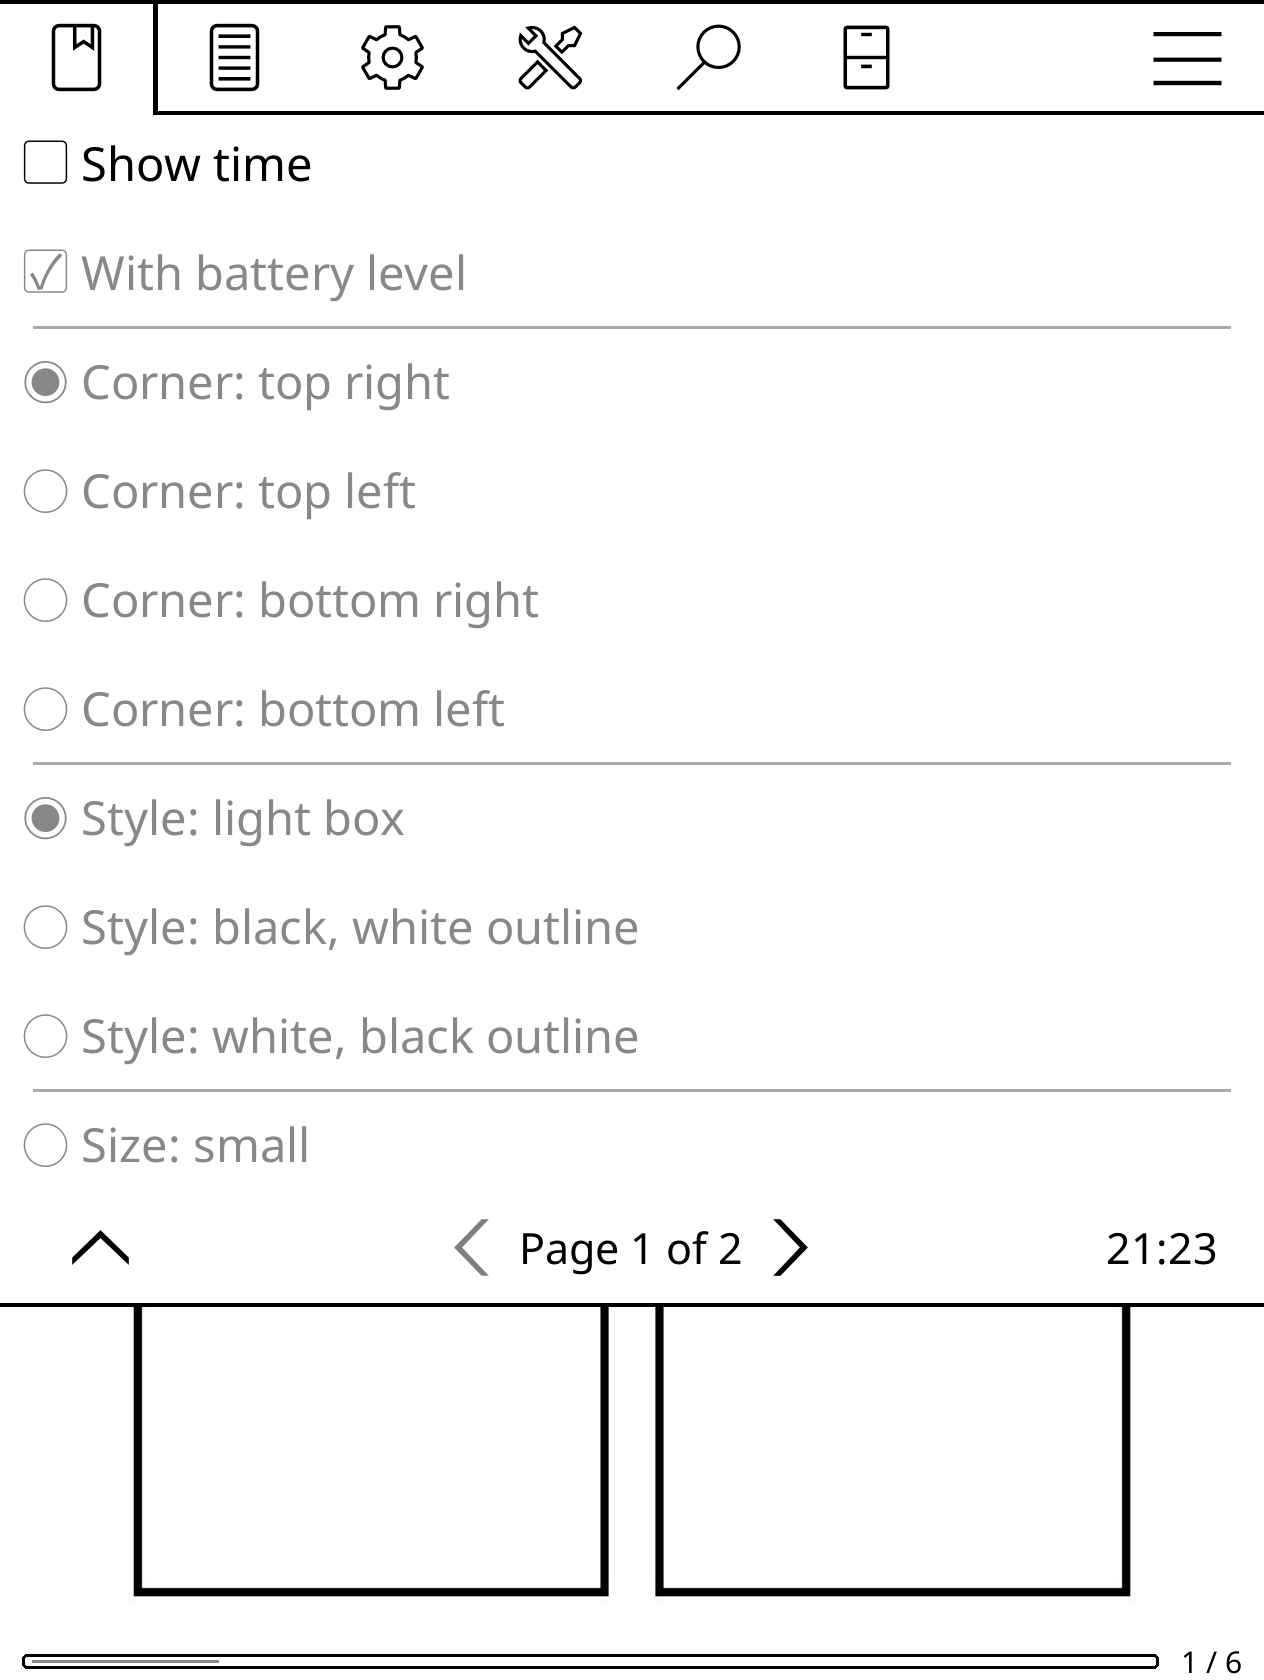 Show time
With battery level
Corner: top right
Corner: top left
Corner: bottom right
Corner: bottom left
Style: light box
Style: black, white outline
Style: white, black outline
Size: small
Page 1 of 2
21:23
1 / 6